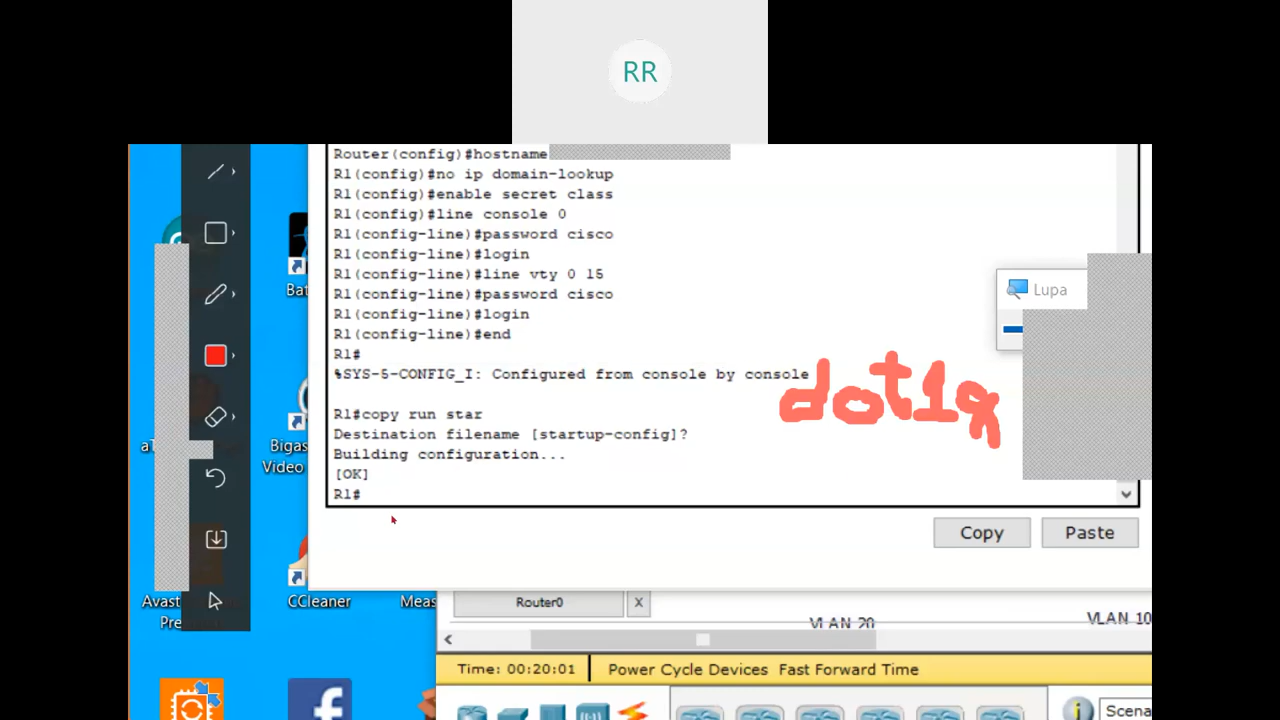 RR
Router(config)#hostname
R1(config)#no ip domain-lookup
R1(config)#enable secret class
R1(config)#line console 0
R1(config-line)#password cisco
R1(config-line)#login
R1(config-line)#line vty 0 15
R1(config-line)#password cisco
R1(config-line)#login
R1(config-line)#end
R1#
%SYS-5-CONFIG_I: Configured from console by console
R1#copy run star
Destination filename [startup-config]?
Building configuration...
[OK]
R1#
dot1q
Lupa
Copy
Paste
Bat
Bigas
Video
Avast
Pre
CCleaner
Meas
Router0
X
VLAN 20
VLAN 10
Time: 00:20:01
Power Cycle Devices Fast Forward Time
Scena